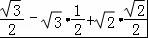 √3/2 − √3 · 1/2 + √2 · √2/2